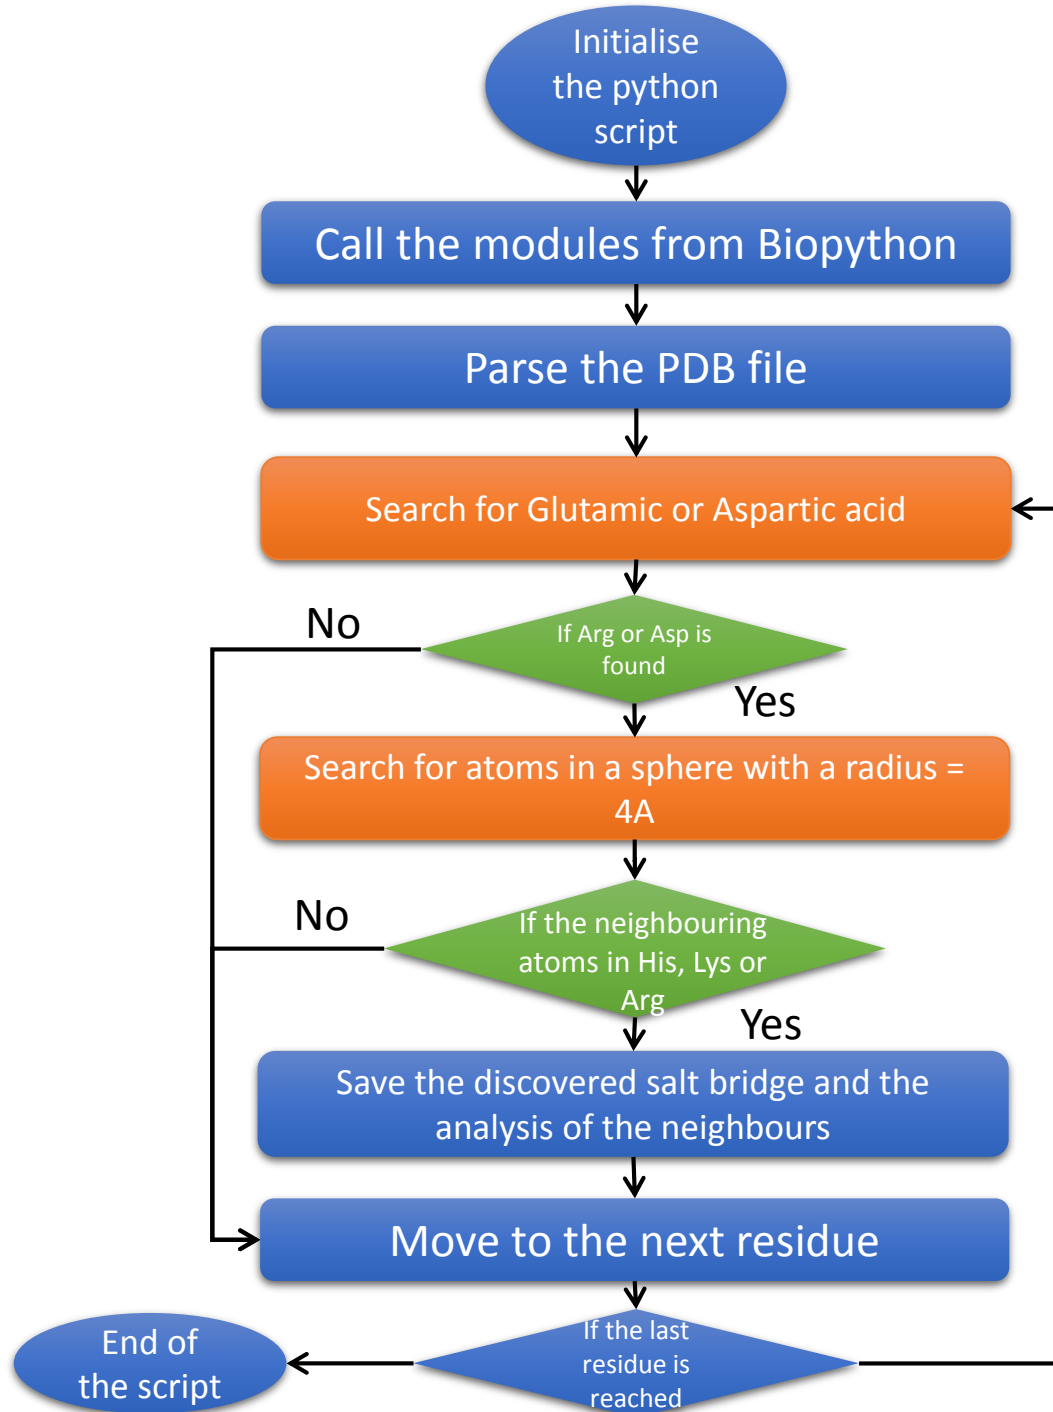 Initialise
the python
script
Call the modules from Biopython
Parse the PDB file
Search for Glutamic or Aspartic acid
No
If Arg or Asp is
found
Yes
Search for atoms in a sphere with a radius =
4A
No
If the neighbouring
atoms in His, Lys or
Arg
Yes
Save the discovered salt bridge and the
analysis of the neighbours
Move to the next residue
End of
the script
If the last
residue is
reached